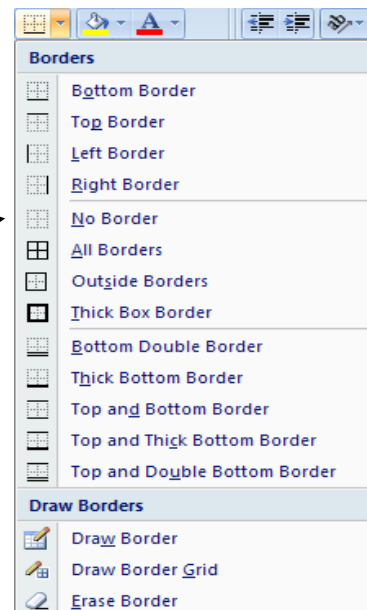 A
Borders
Bottom Border
Top Border
Left Border
Right Border
No Border
All Borders
Outside Borders
Thick Box Border
Bottom Double Border
Thick Bottom Border
Top and Bottom Border
Top and Thick Bottom Border
Top and Double Bottom Border
Draw Borders
Draw Border
Draw Border Grid
Erase Border